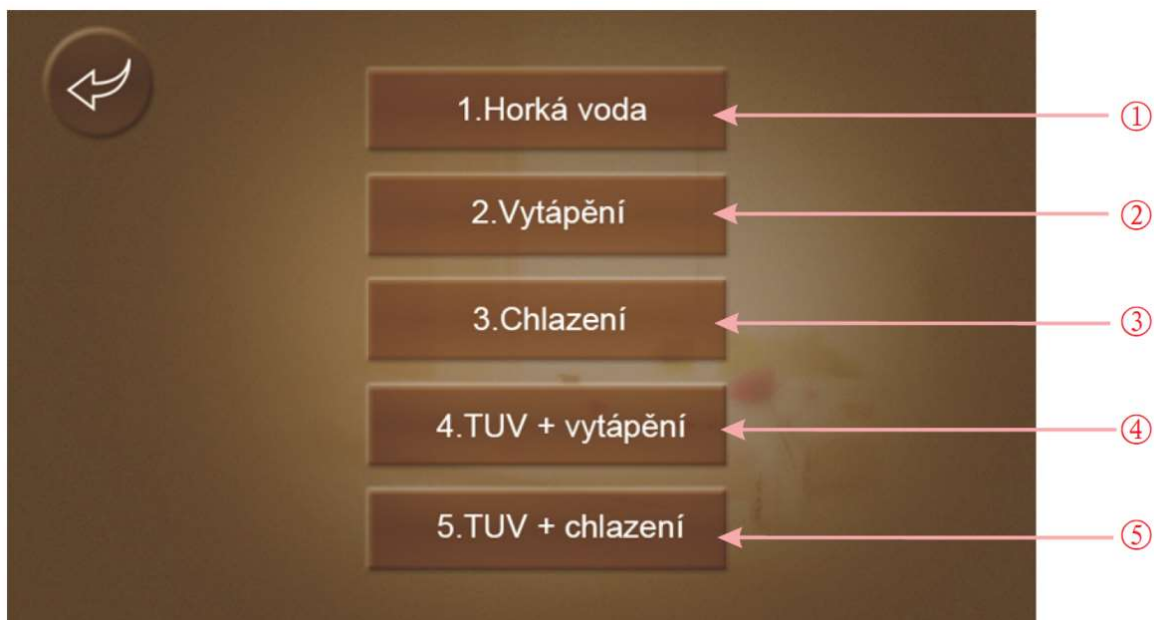 1.Horká voda ①
2.Vytápění ②
3.Chlazení ③
4.TUV + vytápění ④
5.TUV + chlazení ⑤